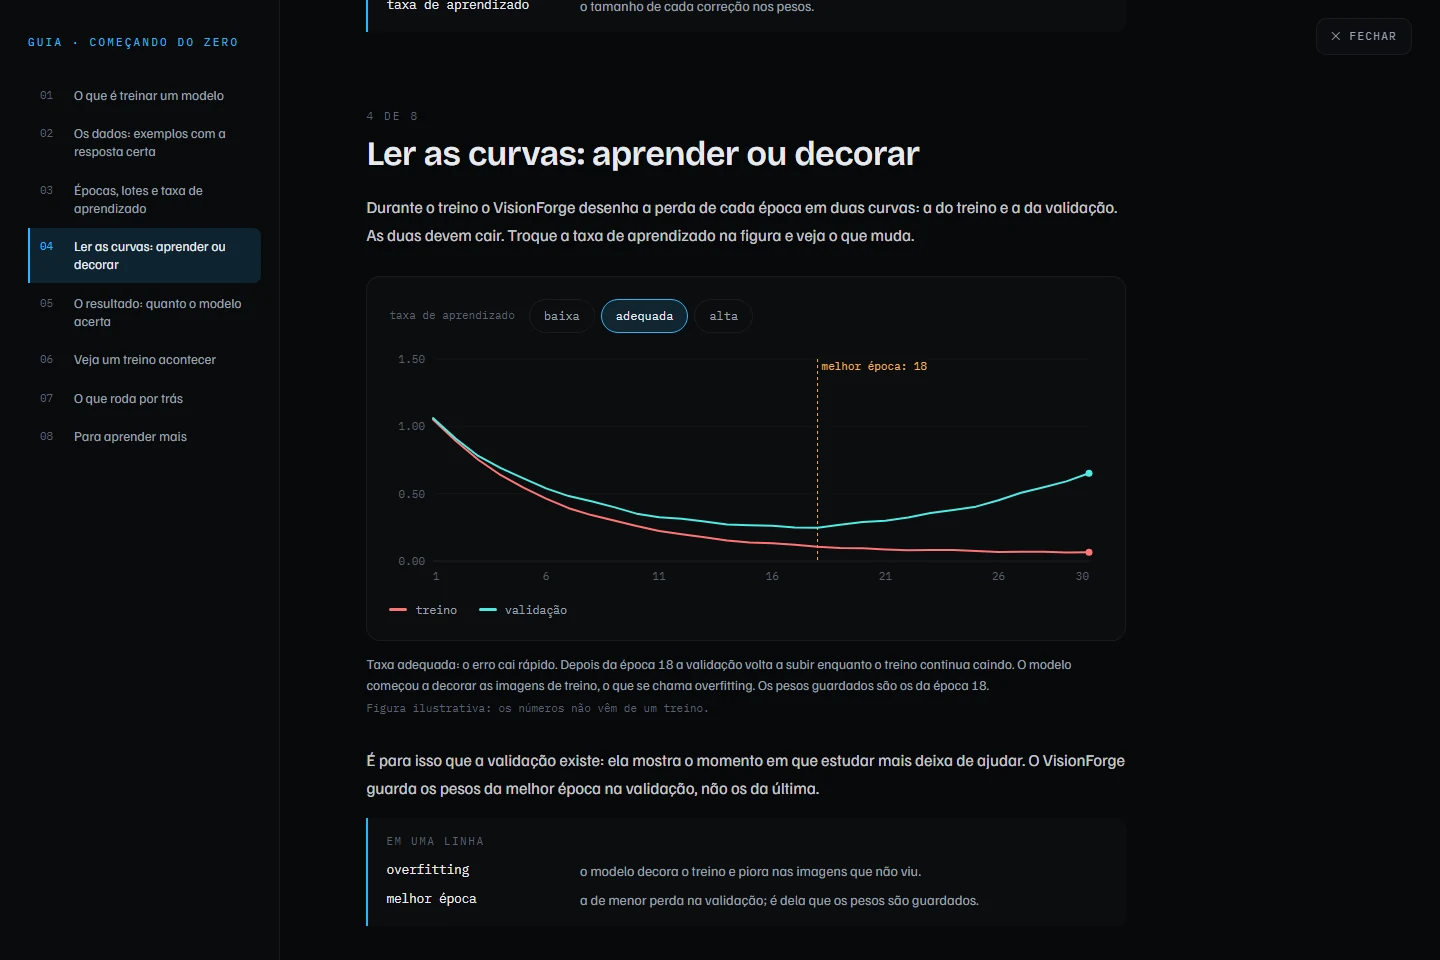 taxa de aprendizado o tamanho de cada correção nos pesos.
GUIA · COMEÇANDO DO ZERO
× FECHAR
01 O que é treinar um modelo
02 Os dados: exemplos com a
resposta certa
03 Épocas, lotes e taxa de
aprendizado
04 Ler as curvas: aprender ou
decorar
05 O resultado: quanto o modelo
acerta
06 Veja um treino acontecer
07 O que roda por trás
08 Para aprender mais
4 DE 8
Ler as curvas: aprender ou decorar
Durante o treino o VisionForge desenha a perda de cada época em duas curvas: a do treino e a da validação.
As duas devem cair. Troque a taxa de aprendizado na figura e veja o que muda.
taxa de aprendizado baixa adequada alta
1.50
melhor época: 18
1.00
0.50
0.00
1 6 11 16 21 26 30
treino validação
Taxa adequada: o erro cai rápido. Depois da época 18 a validação volta a subir enquanto o treino continua caindo. O modelo
começou a decorar as imagens de treino, o que se chama overfitting. Os pesos guardados são os da época 18.
Figura ilustrativa: os números não vêm de um treino.
É para isso que a validação existe: ela mostra o momento em que estudar mais deixa de ajudar. O VisionForge
guarda os pesos da melhor época na validação, não os da última.
EM UMA LINHA
overfitting o modelo decora o treino e piora nas imagens que não viu.
melhor época a de menor perda na validação; é dela que os pesos são guardados.